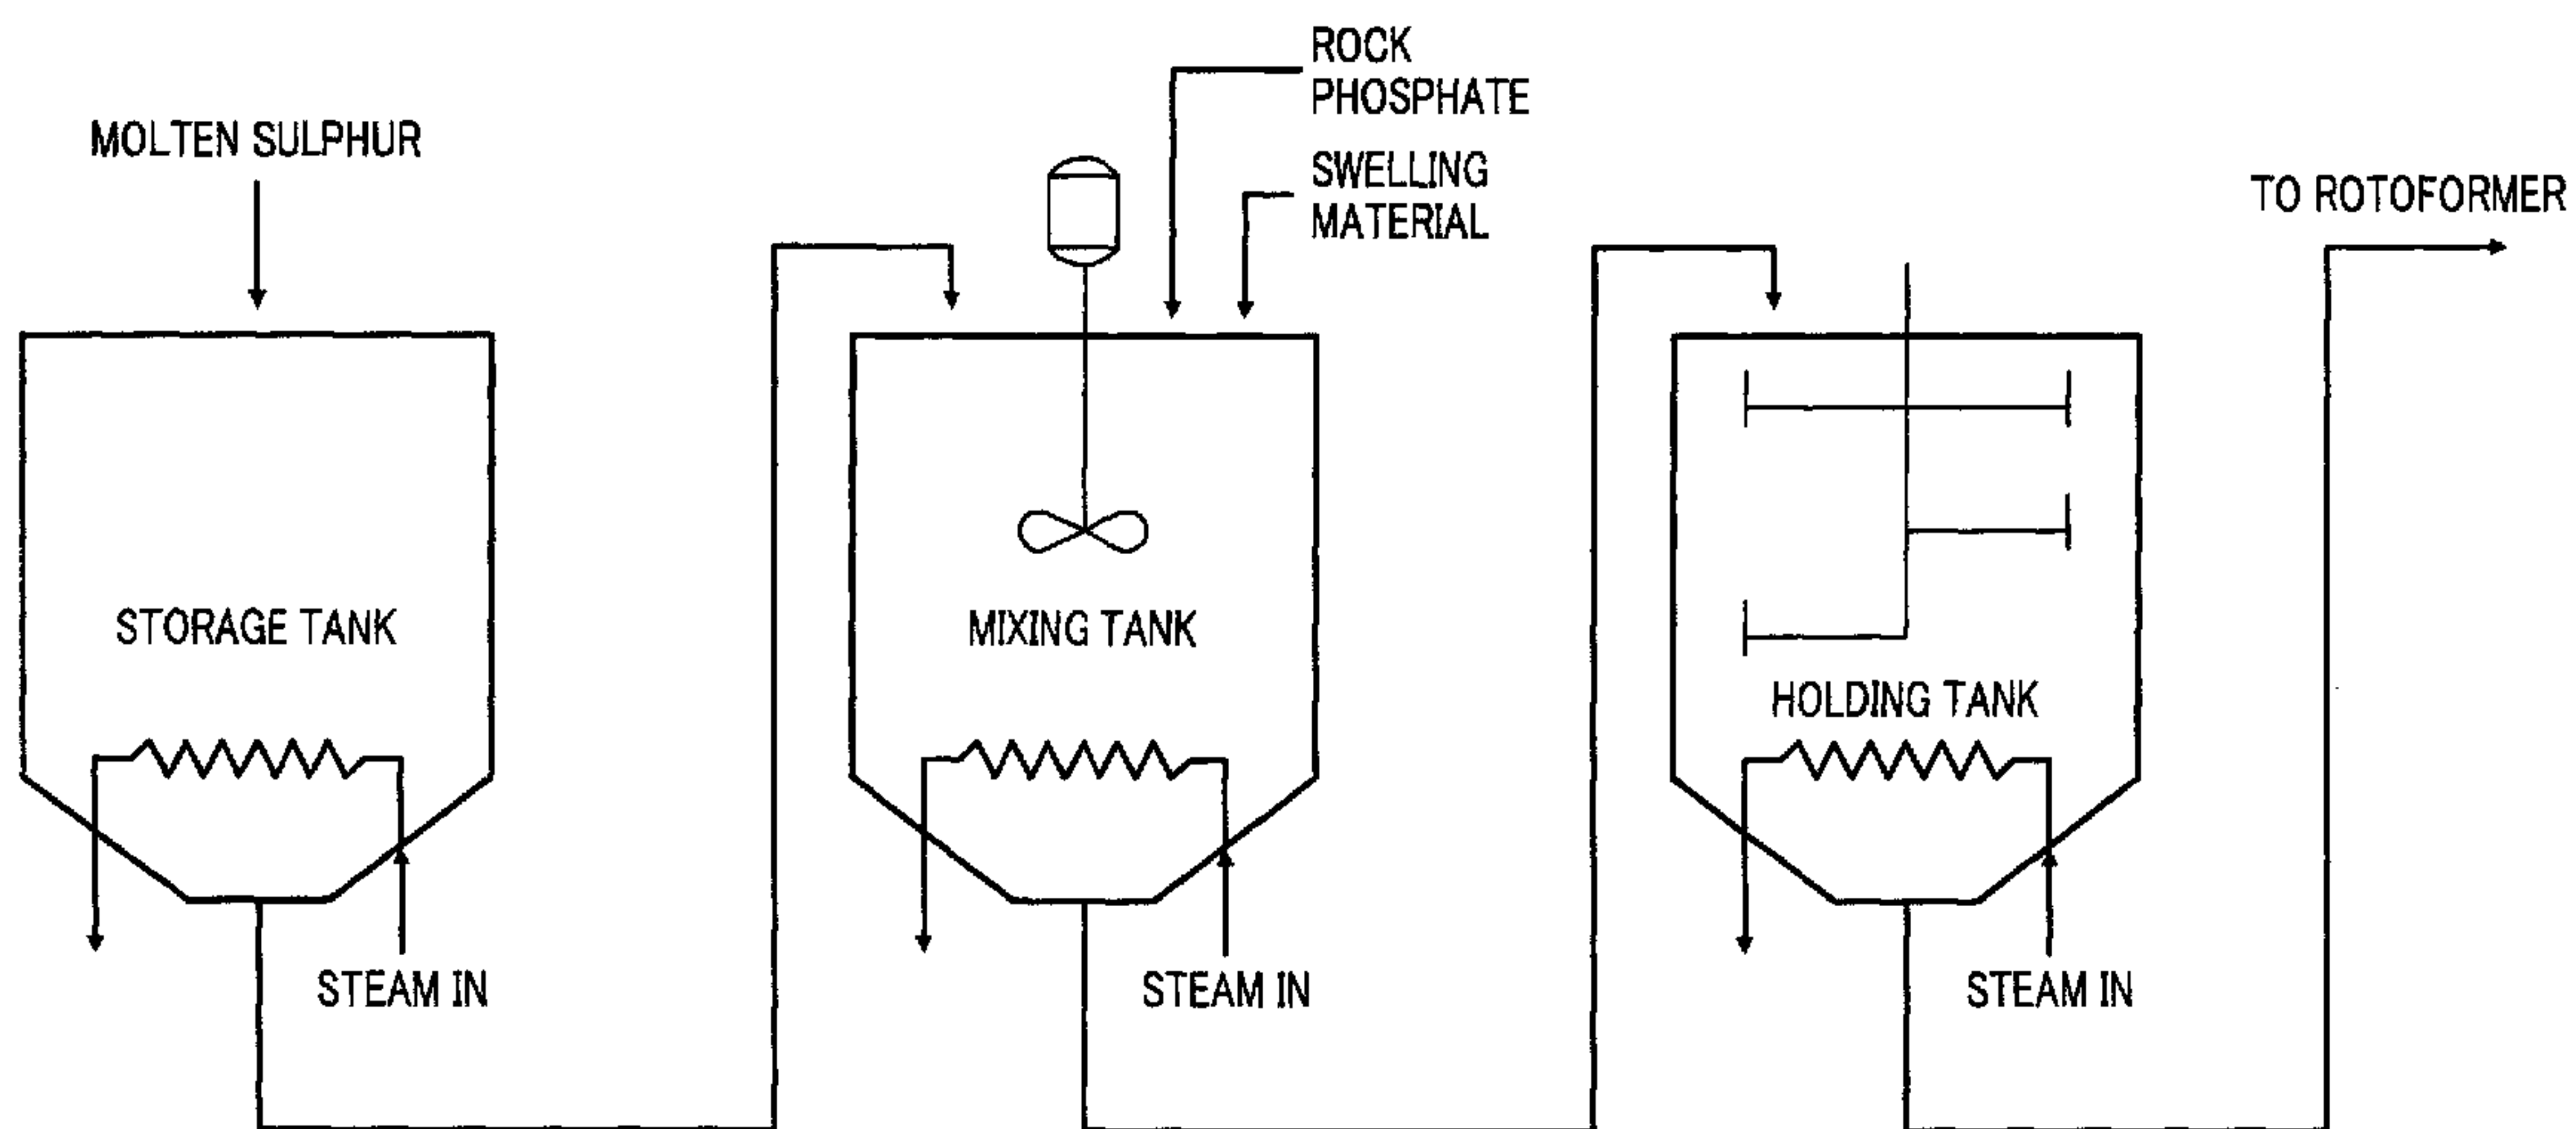 ROCK
PHOSPHATE
MOLTEN SULPHUR
SWELLING
MATERIAL
TO ROTOFORMER
STORAGE TANK
MIXING TANK
HOLDING TANK
STEAM IN
STEAM IN
STEAM IN